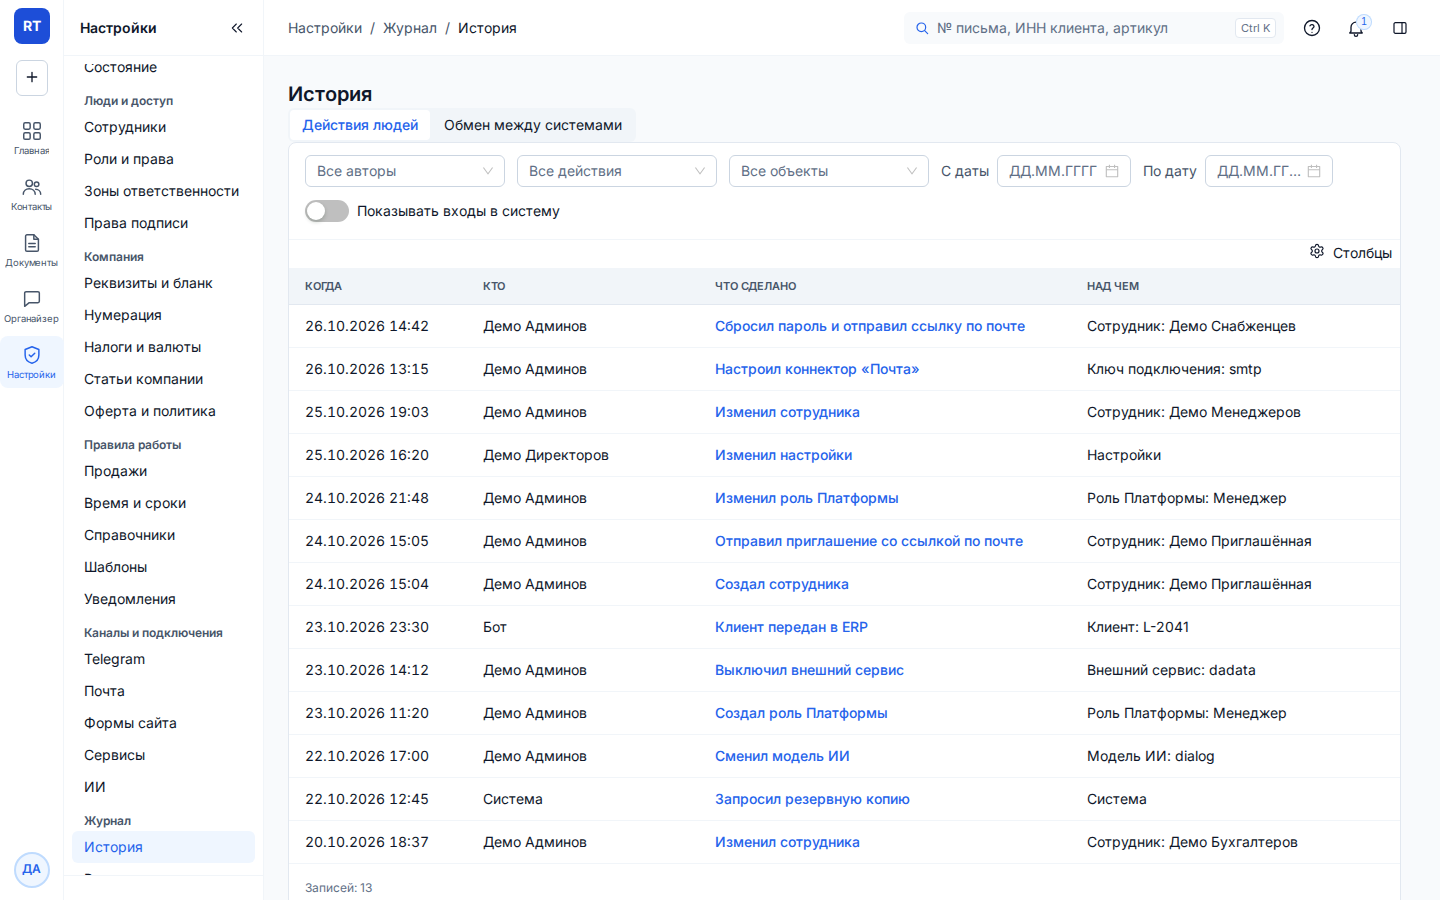 RT
Настройки
Настройки / Журнал / История
№ письма, ИНН клиента, артикул
Ctrl K
1
Главная
Контакты
Документы
Органайзер
Настройки
ДА
Состояние
Люди и доступ
Сотрудники
Роли и права
Зоны ответственности
Права подписи
Компания
Реквизиты и бланк
Нумерация
Налоги и валюты
Статьи компании
Оферта и политика
Правила работы
Продажи
Время и сроки
Справочники
Шаблоны
Уведомления
Каналы и подключения
Telegram
Почта
Формы сайта
Сервисы
ИИ
Журнал
История
История
Действия людей Обмен между системами
Все авторы Все действия Все объекты С даты ДД.ММ.ГГГГ По дату ДД.ММ.ГГ...
Показывать входы в систему
Столбцы
КОГДА КТО ЧТО СДЕЛАНО НАД ЧЕМ
26.10.2026 14:42 Демо Админов Сбросил пароль и отправил ссылку по почте Сотрудник: Демо Снабженцев
26.10.2026 13:15 Демо Админов Настроил коннектор «Почта» Ключ подключения: smtp
25.10.2026 19:03 Демо Админов Изменил сотрудника Сотрудник: Демо Менеджеров
25.10.2026 16:20 Демо Директоров Изменил настройки Настройки
24.10.2026 21:48 Демо Админов Изменил роль Платформы Роль Платформы: Менеджер
24.10.2026 15:05 Демо Админов Отправил приглашение со ссылкой по почте Сотрудник: Демо Приглашённая
24.10.2026 15:04 Демо Админов Создал сотрудника Сотрудник: Демо Приглашённая
23.10.2026 23:30 Бот Клиент передан в ERP Клиент: L-2041
23.10.2026 14:12 Демо Админов Выключил внешний сервис Внешний сервис: dadata
23.10.2026 11:20 Демо Админов Создал роль Платформы Роль Платформы: Менеджер
22.10.2026 17:00 Демо Админов Сменил модель ИИ Модель ИИ: dialog
22.10.2026 12:45 Система Запросил резервную копию Система
20.10.2026 18:37 Демо Админов Изменил сотрудника Сотрудник: Демо Бухгалтеров
Записей: 13